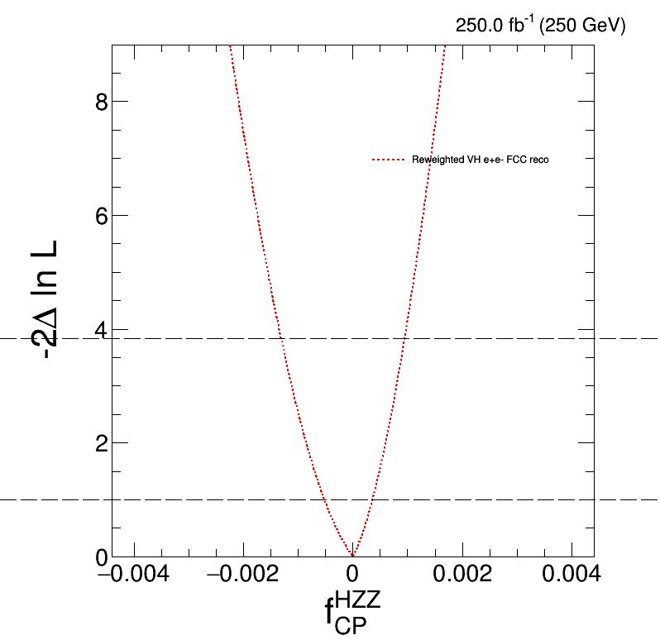 250.0 fb-1 (250 GeV)
8
Reweighted VH e+e- FCC reco
6
-2Δ ln L
4
2
0
−0.004 −0.002 0 0.002 0.004
fCPHZZ